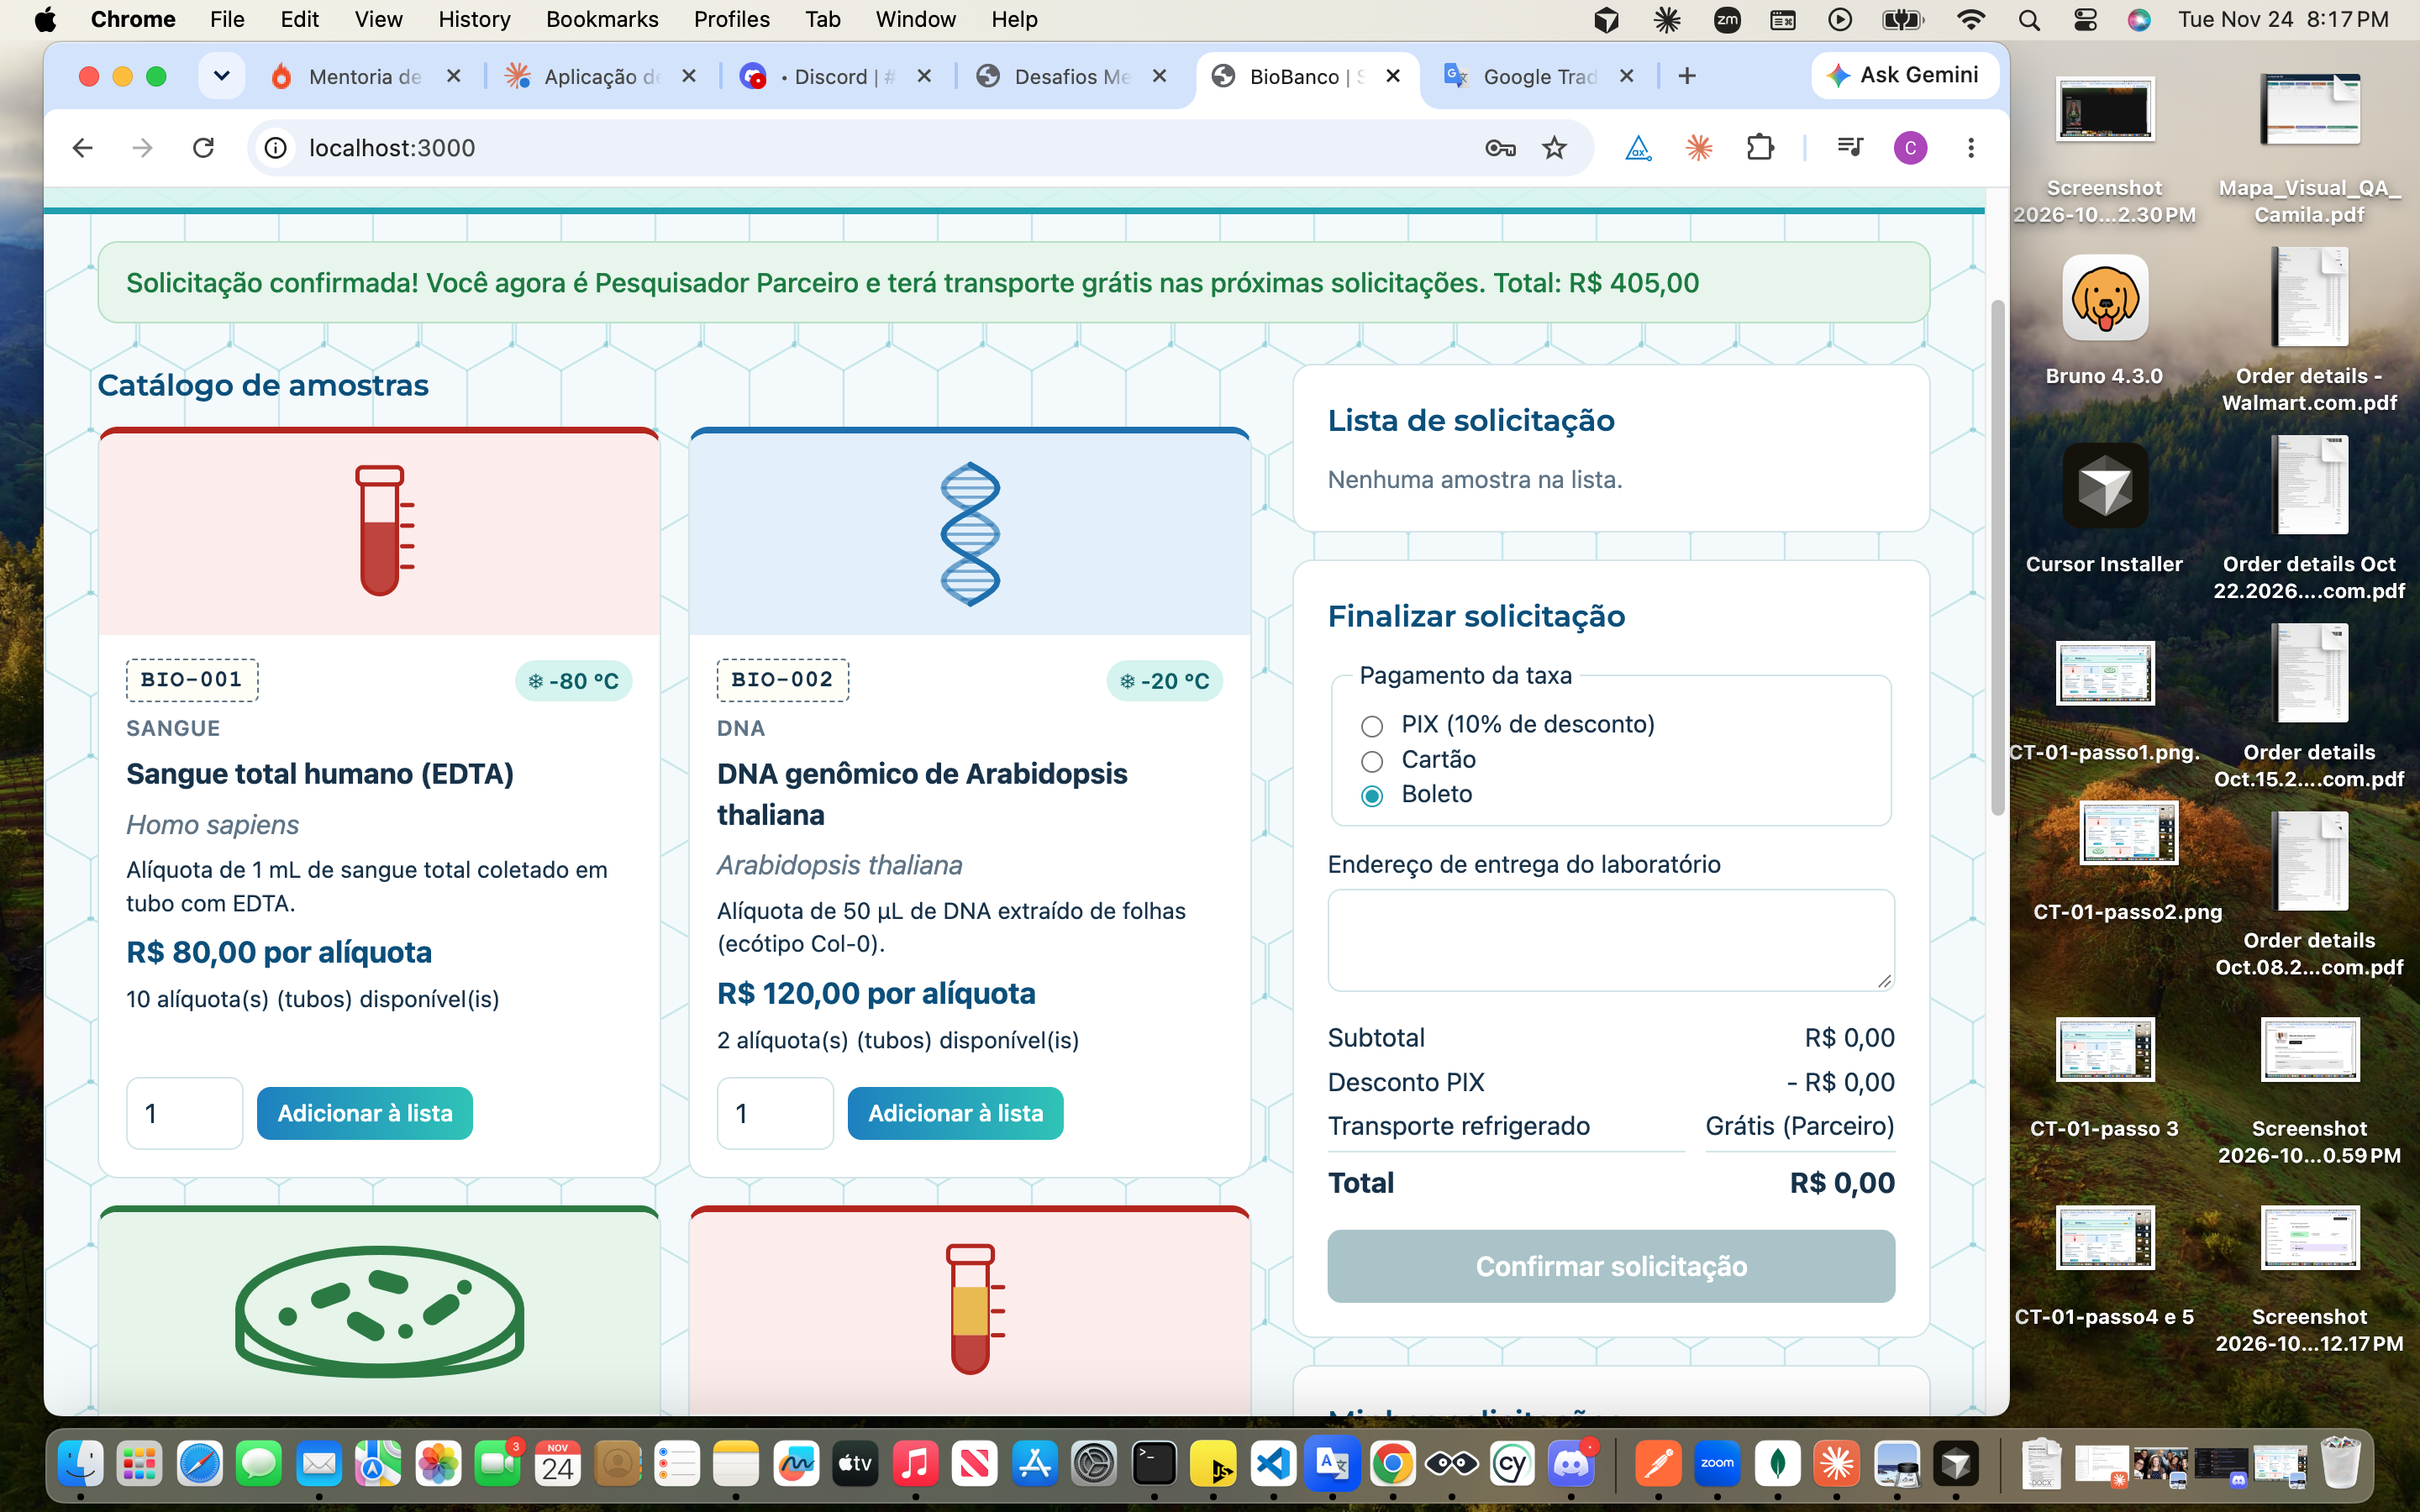 Chrome File Edit View History Bookmarks Profiles Tab Window Help
zm
Tue Nov 24 8:17 PM
Mentoria de
Aplicação de
• Discord | #
Desafios Me
BioBanco | S
Google Trad
Ask Gemini
localhost:3000
C
Solicitação confirmada! Você agora é Pesquisador Parceiro e terá transporte grátis nas próximas solicitações. Total: R$ 405,00
Catálogo de amostras
BIO-001
-80 °C
SANGUE
Sangue total humano (EDTA)
Homo sapiens
Alíquota de 1 mL de sangue total coletado em
tubo com EDTA.
R$ 80,00 por alíquota
10 alíquota(s) (tubos) disponível(is)
1
Adicionar à lista
BIO-002
-20 °C
DNA
DNA genômico de Arabidopsis
thaliana
Arabidopsis thaliana
Alíquota de 50 µL de DNA extraído de folhas
(ecótipo Col-0).
R$ 120,00 por alíquota
2 alíquota(s) (tubos) disponível(is)
1
Adicionar à lista
Lista de solicitação
Nenhuma amostra na lista.
Finalizar solicitação
Pagamento da taxa
PIX (10% de desconto)
Cartão
Boleto
Endereço de entrega do laboratório
Subtotal R$ 0,00
Desconto PIX - R$ 0,00
Transporte refrigerado Grátis (Parceiro)
Total R$ 0,00
Confirmar solicitação
Screenshot
2026-10...2.30 PM
Mapa_Visual_QA_
Camila.pdf
Bruno 4.3.0
Order details -
Walmart.com.pdf
Cursor Installer
Order details Oct
22.2026....com.pdf
CT-01-passo1.png.
Order details
Oct.15.2....com.pdf
CT-01-passo2.png
Order details
Oct.08.2...com.pdf
CT-01-passo 3
Screenshot
2026-10...0.59 PM
CT-01-passo4 e 5
Screenshot
2026-10...12.17 PM
3
NOV
24
tv
JS
cy
zoom
DOCX